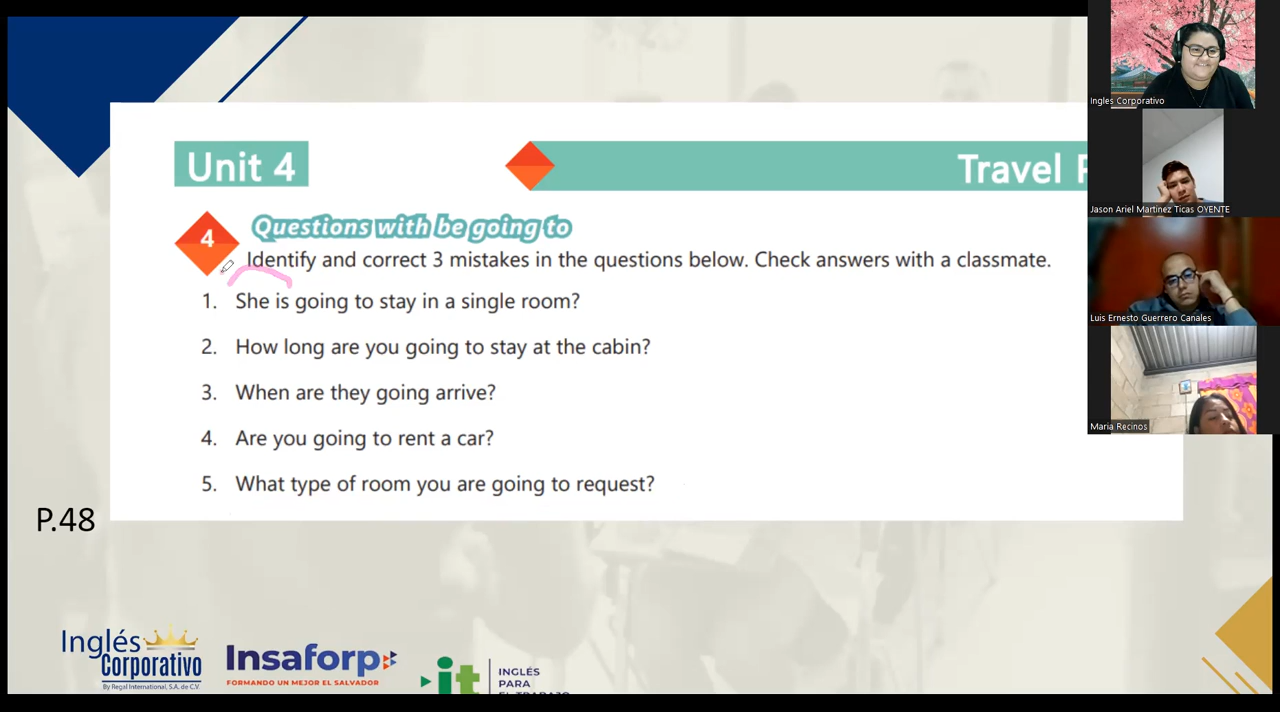 Unit 4
Travel
4
Questions with be going to
Identify and correct 3 mistakes in the questions below. Check answers with a classmate.
1. She is going to stay in a single room?
2. How long are you going to stay at the cabin?
3. When are they going arrive?
4. Are you going to rent a car?
5. What type of room you are going to request?
P.48
Inglés
Corporativo
By Regal International, S.A. de C.V.
Insaforp
FORMANDO UN MEJOR EL SALVADOR
it
INGLÉS
PARA
EL TRABAJO
Ingles Corporativo
Jason Ariel Martinez Ticas OYENTE
Luis Ernesto Guerrero Canales
Maria Recinos